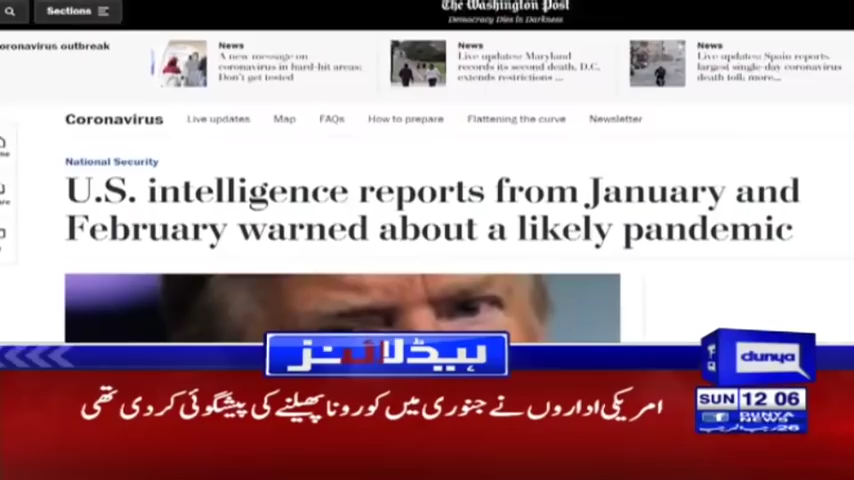 The Washington Post
Democracy Dies in Darkness
Sections
oronavirus outbreak
News
A new message on
coronavirus in hard-hit areas:
Don't get tested
News
Live updates: Maryland
records its second death, D.C.
extends restrictions ...
News
Live updates: Spain reports
largest single-day coronavirus
death toll; more...
Coronavirus Live updates Map FAQs How to prepare Flattening the curve Newsletter
National Security
U.S. intelligence reports from January and
February warned about a likely pandemic
ہیڈلائنز
dunya
امریکی اداروں نے جنوری میں کورونا پھیلنے کی پیشگوئی کر دی تھی
SUN 12 06
DUNYA
NEWS
26 رجب المرجب